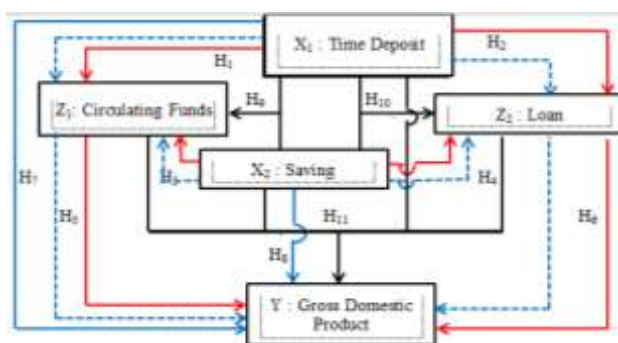 X₁ : Time Deposit
H₂
H₁
Z₁: Circulating Funds
H₉
H₁₀
Z₂ : Loan
X₂ : Saving
H₇
H₃
H₄
H₅
H₁₁
H₆
H₈
Y : Gross Domestic
Product